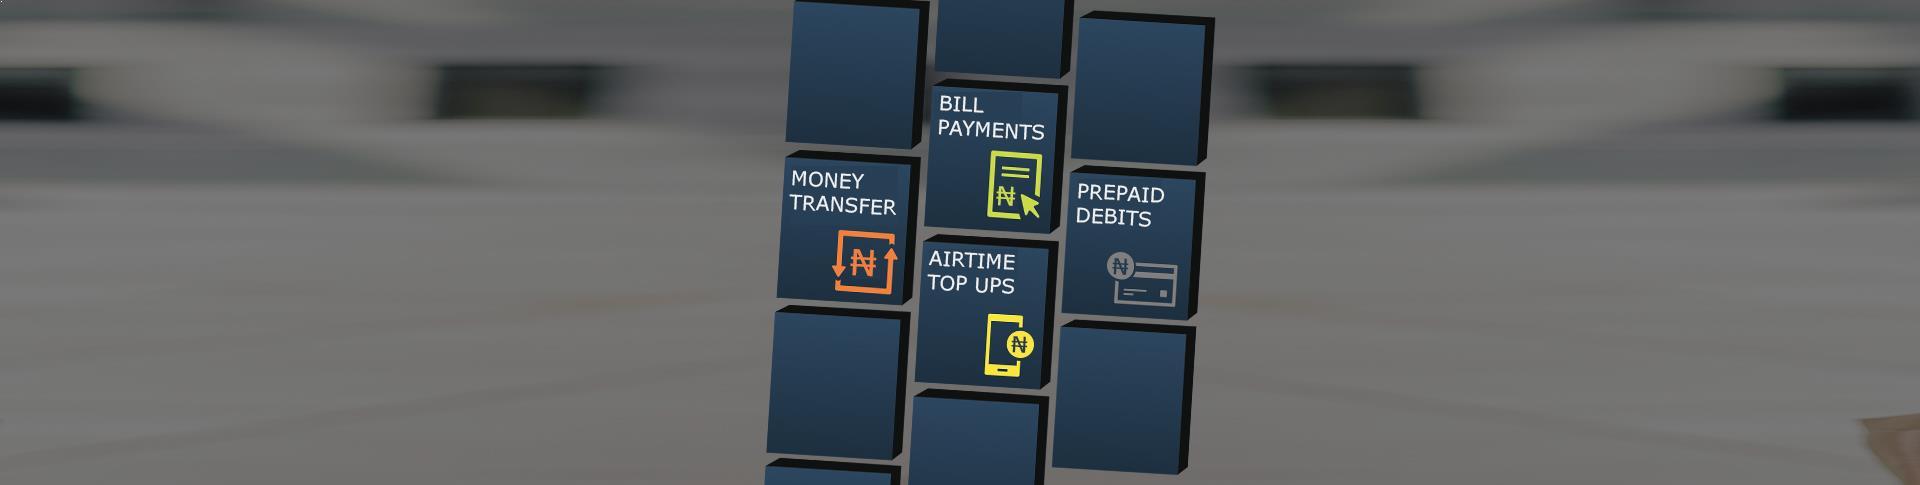 BILL
PAYMENTS
₦
MONEY
TRANSFER
₦
PREPAID
DEBITS
₦
AIRTIME
TOP UPS
₦